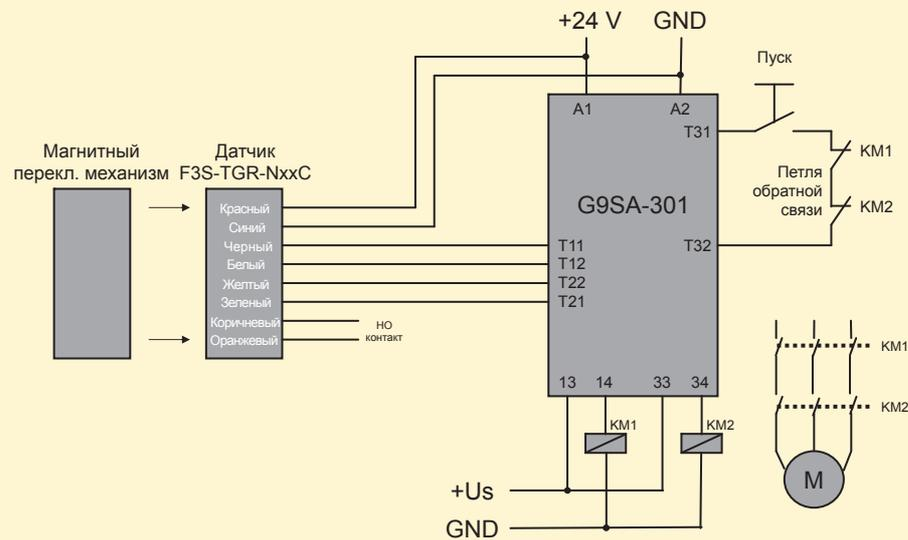 +24 V
GND
Пуск
A1
A2
T31
Магнитный
перекл. механизм
Датчик
F3S-TGR-NxxC
KM1
Петля
обратной
связи
KM2
G9SA-301
Красный
Синий
Черный
Белый
Желтый
Зеленый
Коричневый
Оранжевый
НО
контакт
T11
T12
T22
T21
T32
KM1
KM2
M
13
14
33
34
KM1
KM2
+Us
GND